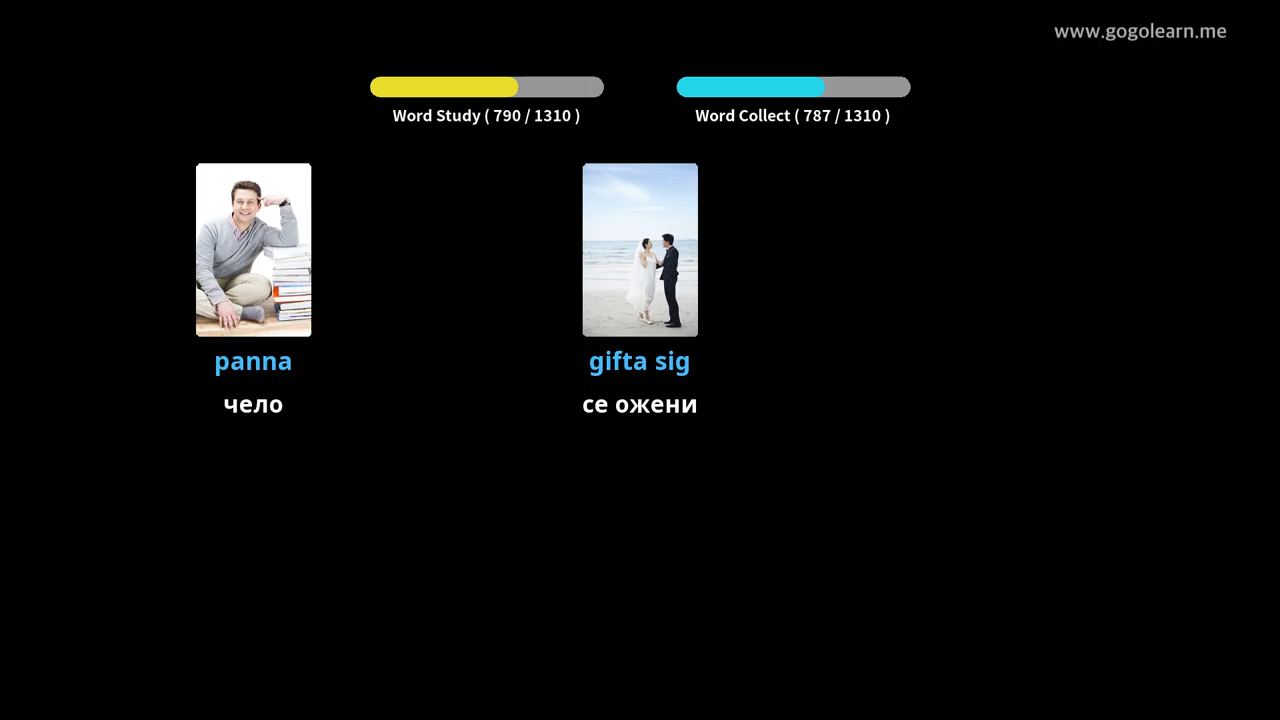 www.gogolearn.me
Word Study ( 790 / 1310 )
Word Collect ( 787 / 1310 )
panna
чело
gifta sig
се ожени